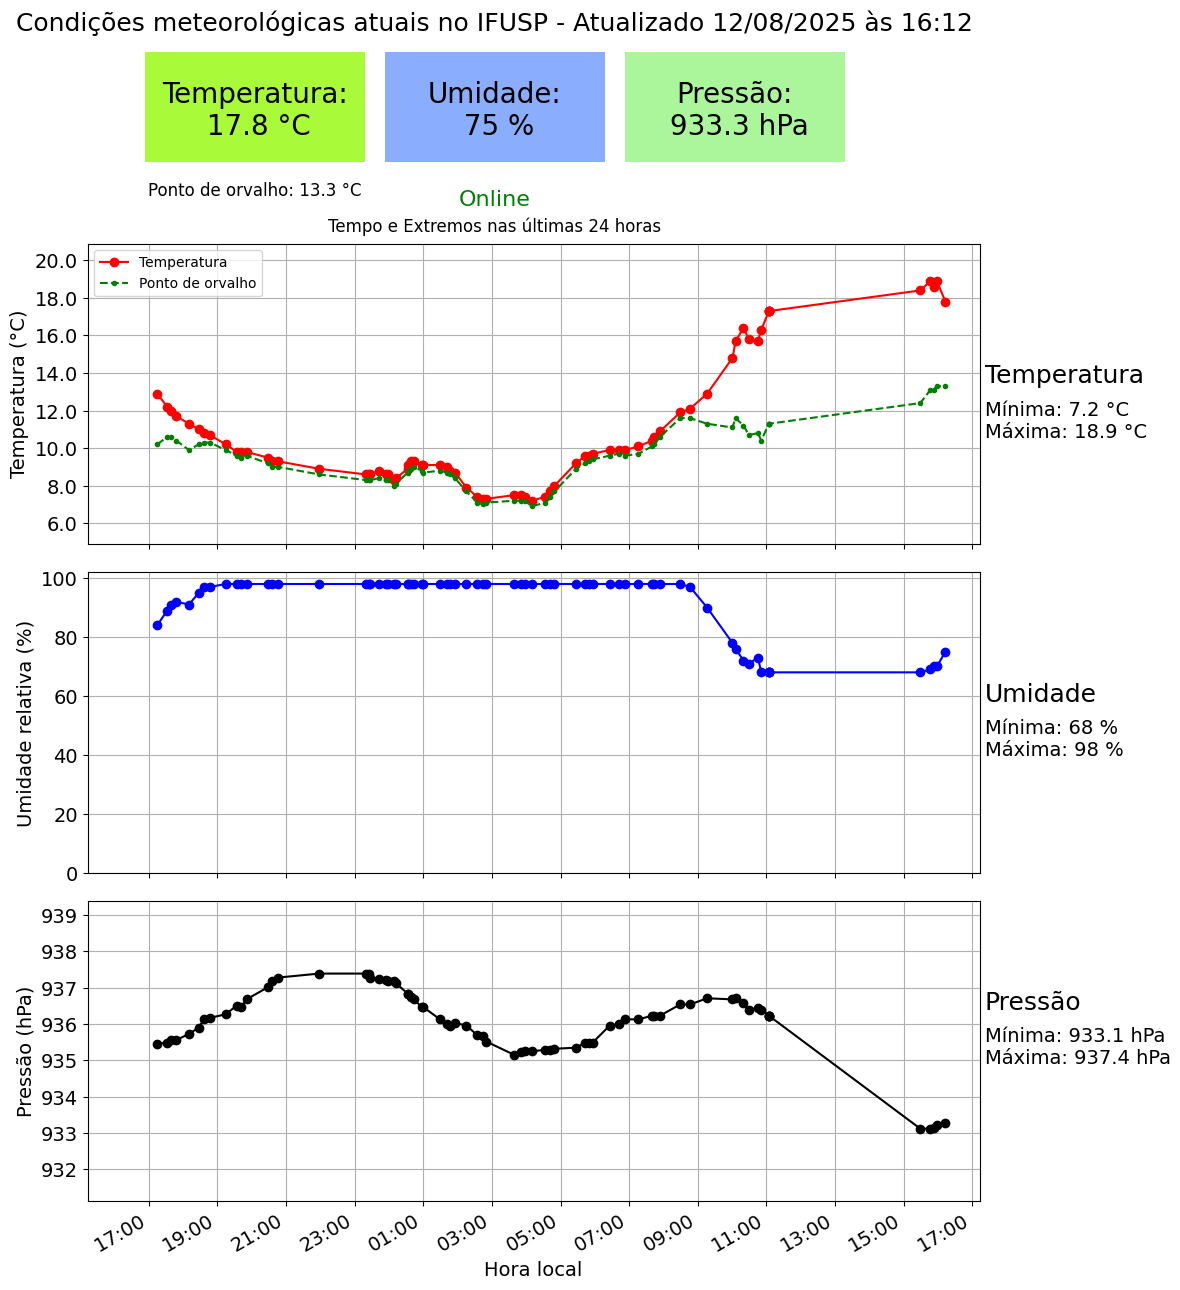 Condições meteorológicas atuais no IFUSP - Atualizado 12/08/2025 às 16:12
Temperatura:
17.8 °C
Umidade:
75 %
Pressão:
933.3 hPa
Ponto de orvalho: 13.3 °C
Online
Tempo e Extremos nas últimas 24 horas
Temperatura (°C)
20.0
18.0
16.0
14.0
12.0
10.0
8.0
6.0
Temperatura
Ponto de orvalho
Temperatura
Mínima: 7.2 °C
Máxima: 18.9 °C
Umidade relativa (%)
100
80
60
40
20
0
Umidade
Mínima: 68 %
Máxima: 98 %
Pressão (hPa)
939
938
937
936
935
934
933
932
Pressão
Mínima: 933.1 hPa
Máxima: 937.4 hPa
17:00
19:00
21:00
23:00
01:00
03:00
05:00
07:00
09:00
11:00
13:00
15:00
17:00
Hora local